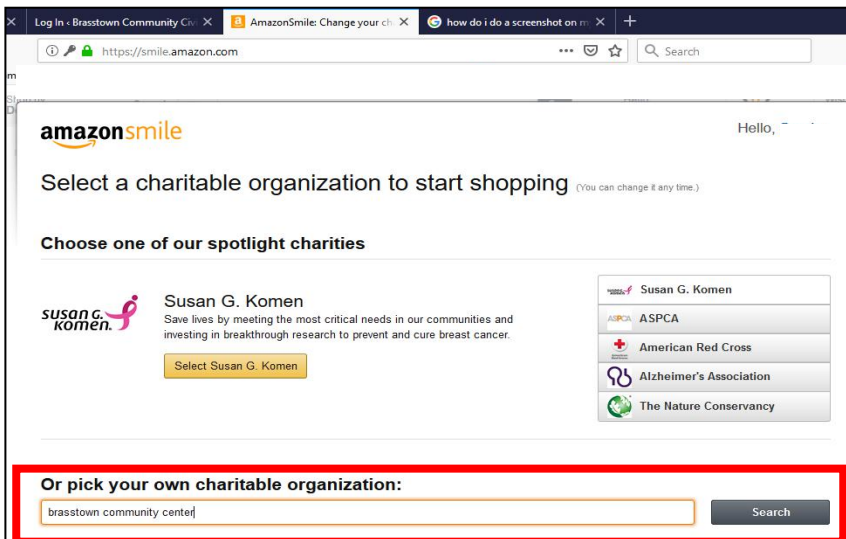 Log In ‹ Brasstown Community Civ
AmazonSmile: Change your ch
how do i do a screenshot on m
https://smile.amazon.com
Search
amazonsmile
Hello,
Select a charitable organization to start shopping (You can change it any time.)
Choose one of our spotlight charities
susan g.
komen.
Susan G. Komen
Save lives by meeting the most critical needs in our communities and
investing in breakthrough research to prevent and cure breast cancer.
Select Susan G. Komen
Susan G. Komen
ASPCA ASPCA
American Red Cross
Alzheimer's Association
The Nature Conservancy
Or pick your own charitable organization:
brasstown community center
Search